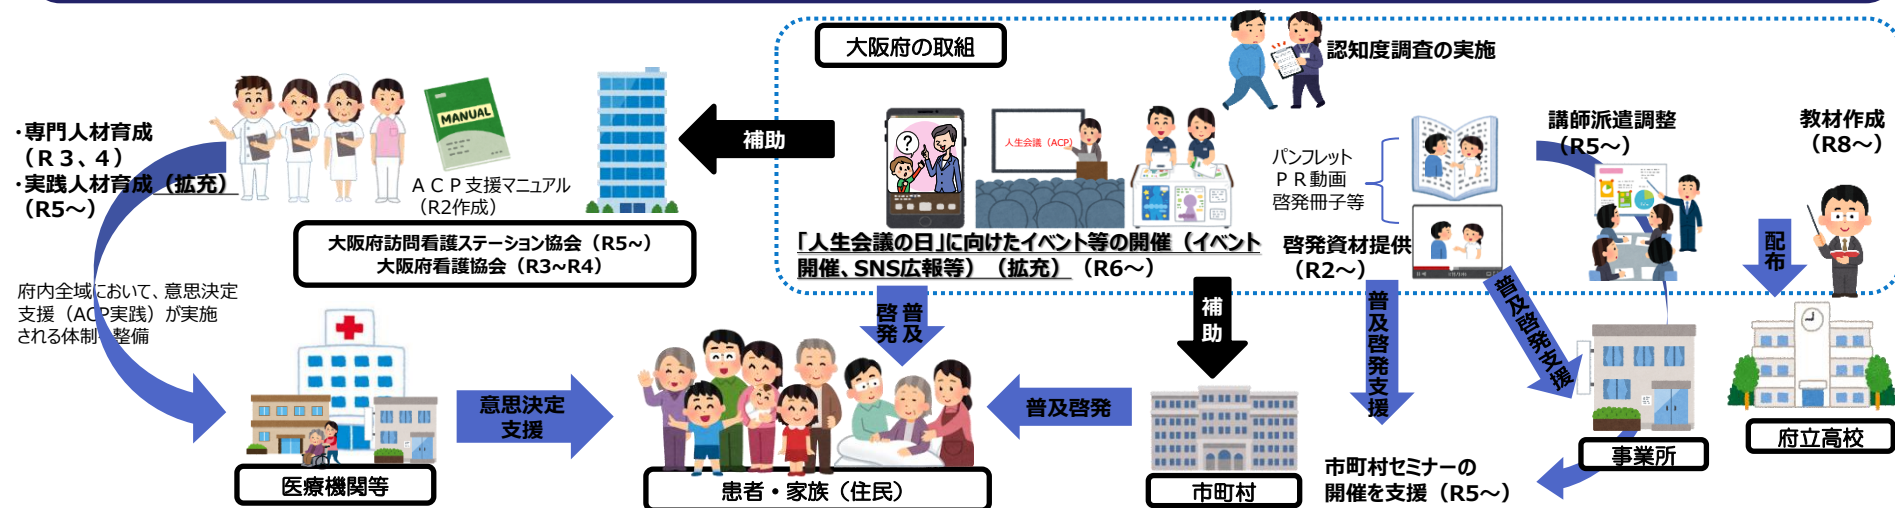 大阪府の取組
認知度調査の実施
・専門人材育成
（R３、４）
・実践人材育成（拡充）
（R5～）
MANUAL
ＡＣＰ支援マニュアル
（R2作成）
補助
？
人生会議（ACP）
パンフレット
ＰＲ動画
啓発冊子等
講師派遣調整
（R5～）
教材作成
（R8～）
大阪府訪問看護ステーション協会（R5~）
大阪府看護協会（R3~R4）
「人生会議の日」に向けたイベント等の開催（イベント
開催、SNS広報等）（拡充）（R6～）
啓発資材提供
（R2～）
配布
府内全域において、意思決定
支援（ACP実践）が実施
される体制 整備
普及
啓発
補助
普及啓発支援
普及啓発支援
意思決定
支援
普及啓発
医療機関等
患者・家族（住民）
市町村
市町村セミナーの
開催を支援（R5～）
事業所
府立高校